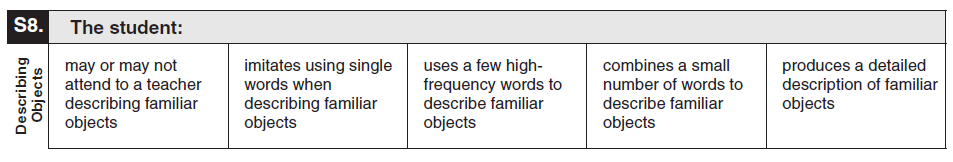 S8. The student:
Describing
Objects
may or may not
attend to a teacher
describing familiar
objects
imitates using single
words when
describing familiar
objects
uses a few high-
frequency words to
describe familiar
objects
combines a small
number of words to
describe familiar
objects
produces a detailed
description of familiar
objects